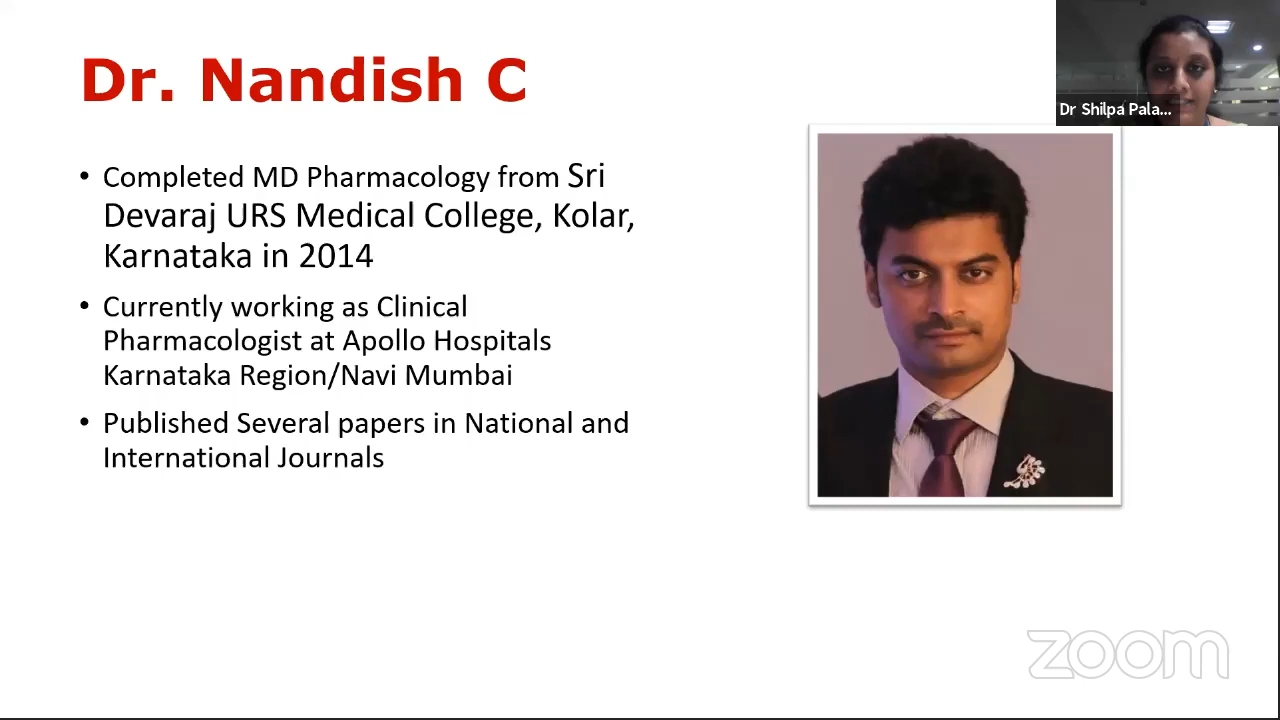 Dr. Nandish C
Dr Shilpa Pala...
• Completed MD Pharmacology from Sri
Devaraj URS Medical College, Kolar,
Karnataka in 2014
• Currently working as Clinical
Pharmacologist at Apollo Hospitals
Karnataka Region/Navi Mumbai
• Published Several papers in National and
International Journals
zoom